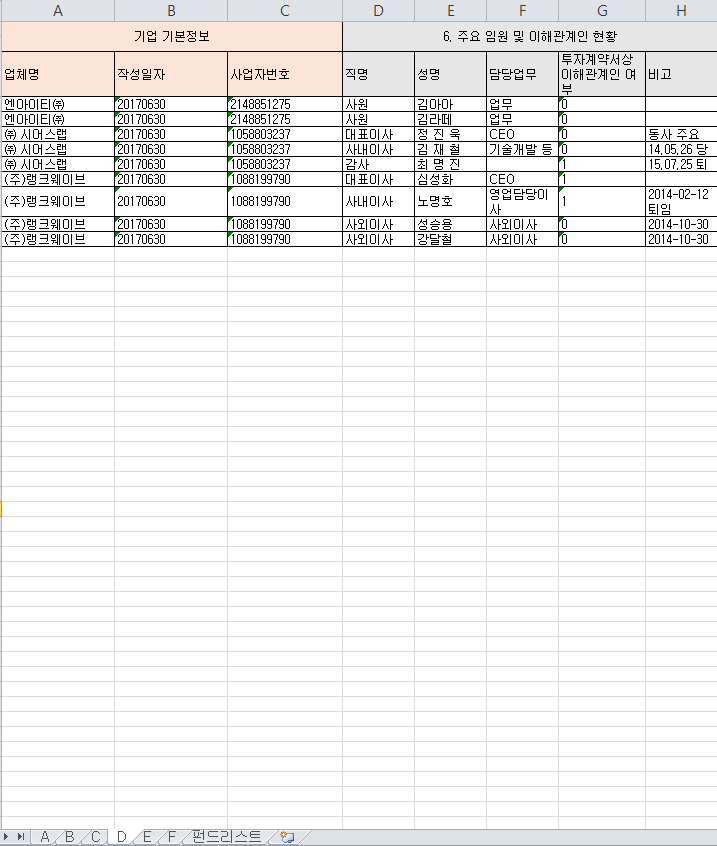 A B C D E F G H
기업 기본정보 6. 주요 임원 및 이해관계인 현황
업체명 작성일자 사업자번호 직명 성명 담당업무 투자계약서상 이해관계인 여부 비고
엔아이티㈜ 20170630 2148851275 사원 김아아 업무 0
엔아이티㈜ 20170630 2148851275 사원 김라떼 업무 0
㈜ 시어스랩 20170630 1058803237 대표이사 정 진 욱 CEO 0 동사 주요
㈜ 시어스랩 20170630 1058803237 사내이사 김 재 철 기술개발 등 0 14.05.26 당
㈜ 시어스랩 20170630 1058803237 감사 최 명 진 1 15.07.25 퇴
(주)랭크웨이브 20170630 1088199790 대표이사 심성화 CEO 1
(주)랭크웨이브 20170630 1088199790 사내이사 노명호 영업담당이사 1 2014-02-12 퇴임
(주)랭크웨이브 20170630 1088199790 사외이사 성승용 사외이사 0 2014-10-30
(주)랭크웨이브 20170630 1088199790 사외이사 강달철 사외이사 0 2014-10-30
A B C D E F 펀드리스트